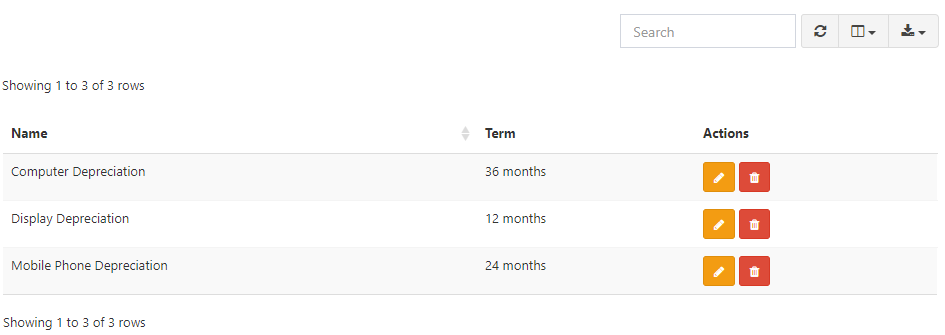 Search
Showing 1 to 3 of 3 rows
Name Term Actions
Computer Depreciation 36 months
Display Depreciation 12 months
Mobile Phone Depreciation 24 months
Showing 1 to 3 of 3 rows